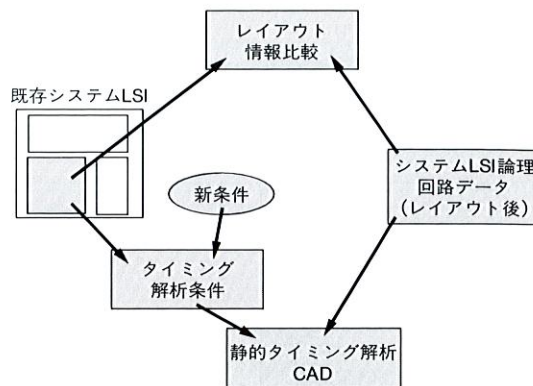 レイアウト
情報比較
既存システムLSI
システムLSI論理
回路データ
(レイアウト後)
新条件
タイミング
解析条件
静的タイミング解析
CAD